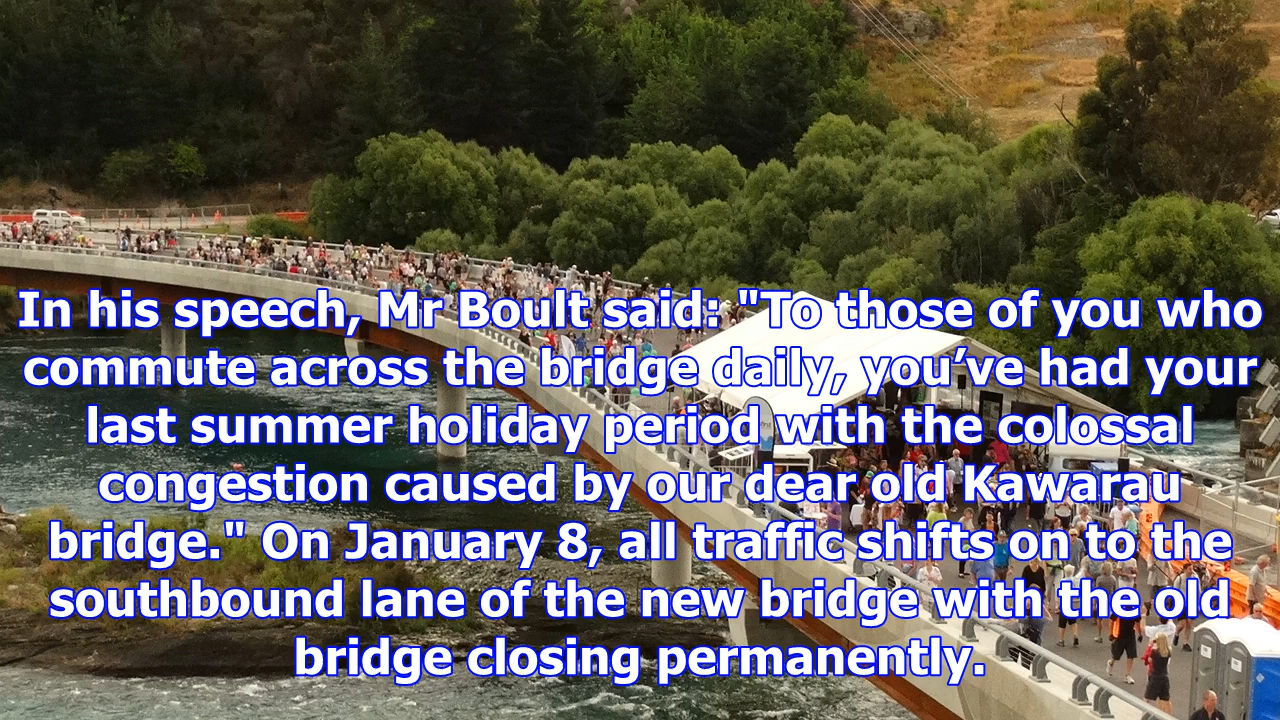 In his speech, Mr Boult said: "To those of you who
commute across the bridge daily, you’ve had your
last summer holiday period with the colossal
congestion caused by our dear old Kawarau
bridge." On January 8, all traffic shifts on to the
southbound lane of the new bridge with the old
bridge closing permanently.